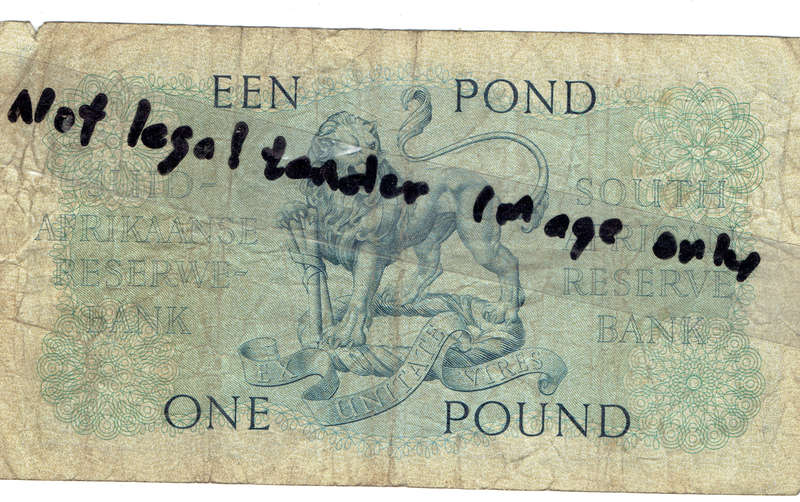 EEN POND
Not legal tander Image only
SUID-
AFRIKAANSE
RESERWE-
BANK
SOUTH
AFRICAN
RESERVE
BANK
EX UNITATE VIRES
ONE POUND